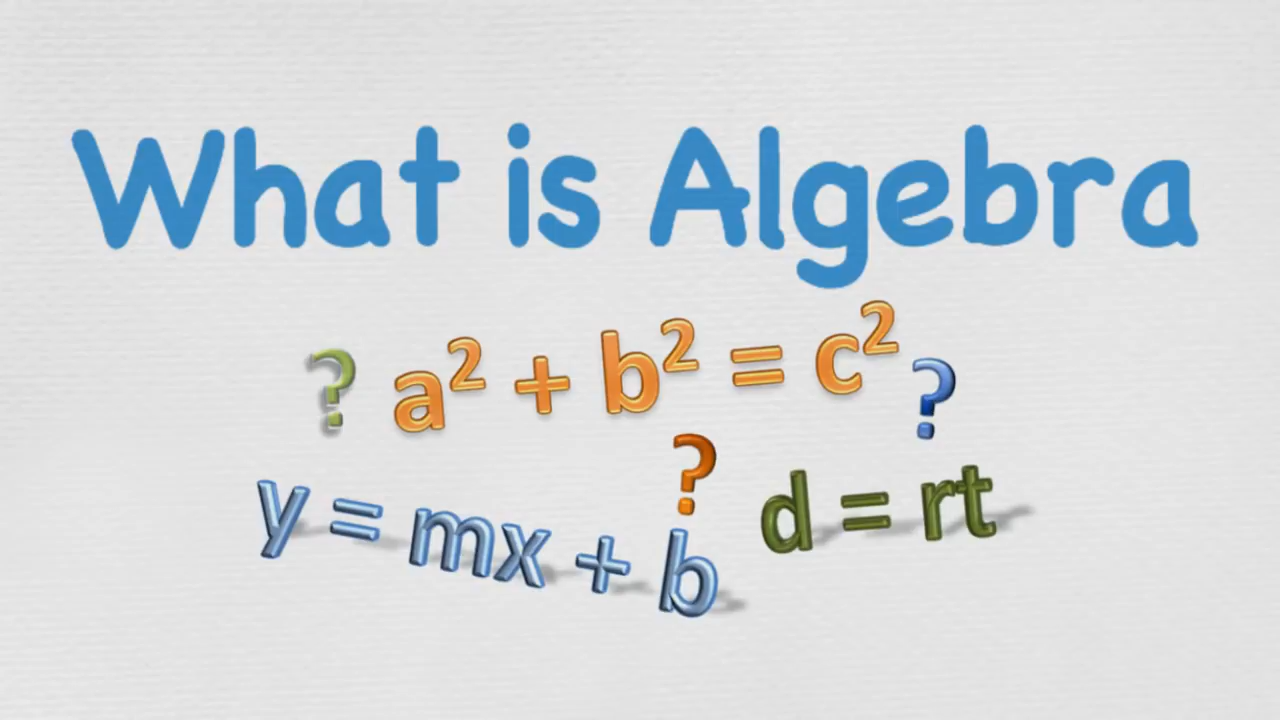 What is Algebra
? a² + b² = c² ?
?
y = mx + b
d = rt